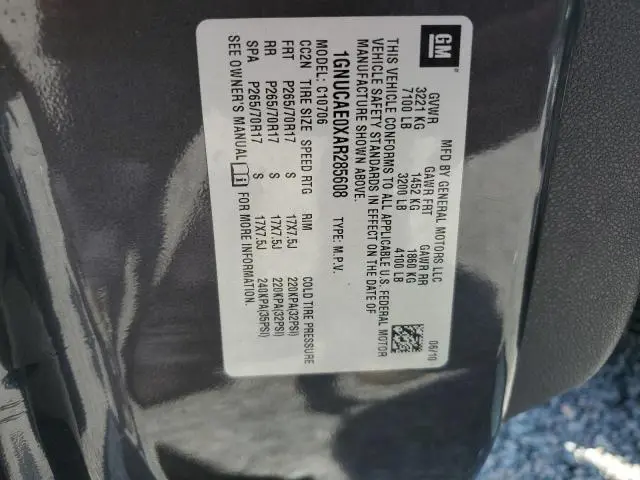 GM
MFD BY GENERAL MOTORS LLC 06/10
GVWR GAWR FRT GAWR RR
3221 KG 1452 KG 1860 KG
7100 LB 3200 LB 4100 LB
THIS VEHICLE CONFORMS TO ALL APPLICABLE U.S. FEDERAL MOTOR
VEHICLE SAFETY STANDARDS IN EFFECT ON THE DATE OF
MANUFACTURE SHOWN ABOVE.
1GNUCAE0XAR285608 TYPE: M.P.V.
MODEL: C10706
CC2N TIRE SIZE SPEED RTG RIM COLD TIRE PRESSURE
FRT P265/70R17 S 17X7.5J 220KPA(32PSI)
RR P265/70R17 S 17X7.5J 220KPA(32PSI)
SPA P265/70R17 S 17X7.5J 240KPA(35PSI)
SEE OWNER'S MANUAL FOR MORE INFORMATION.